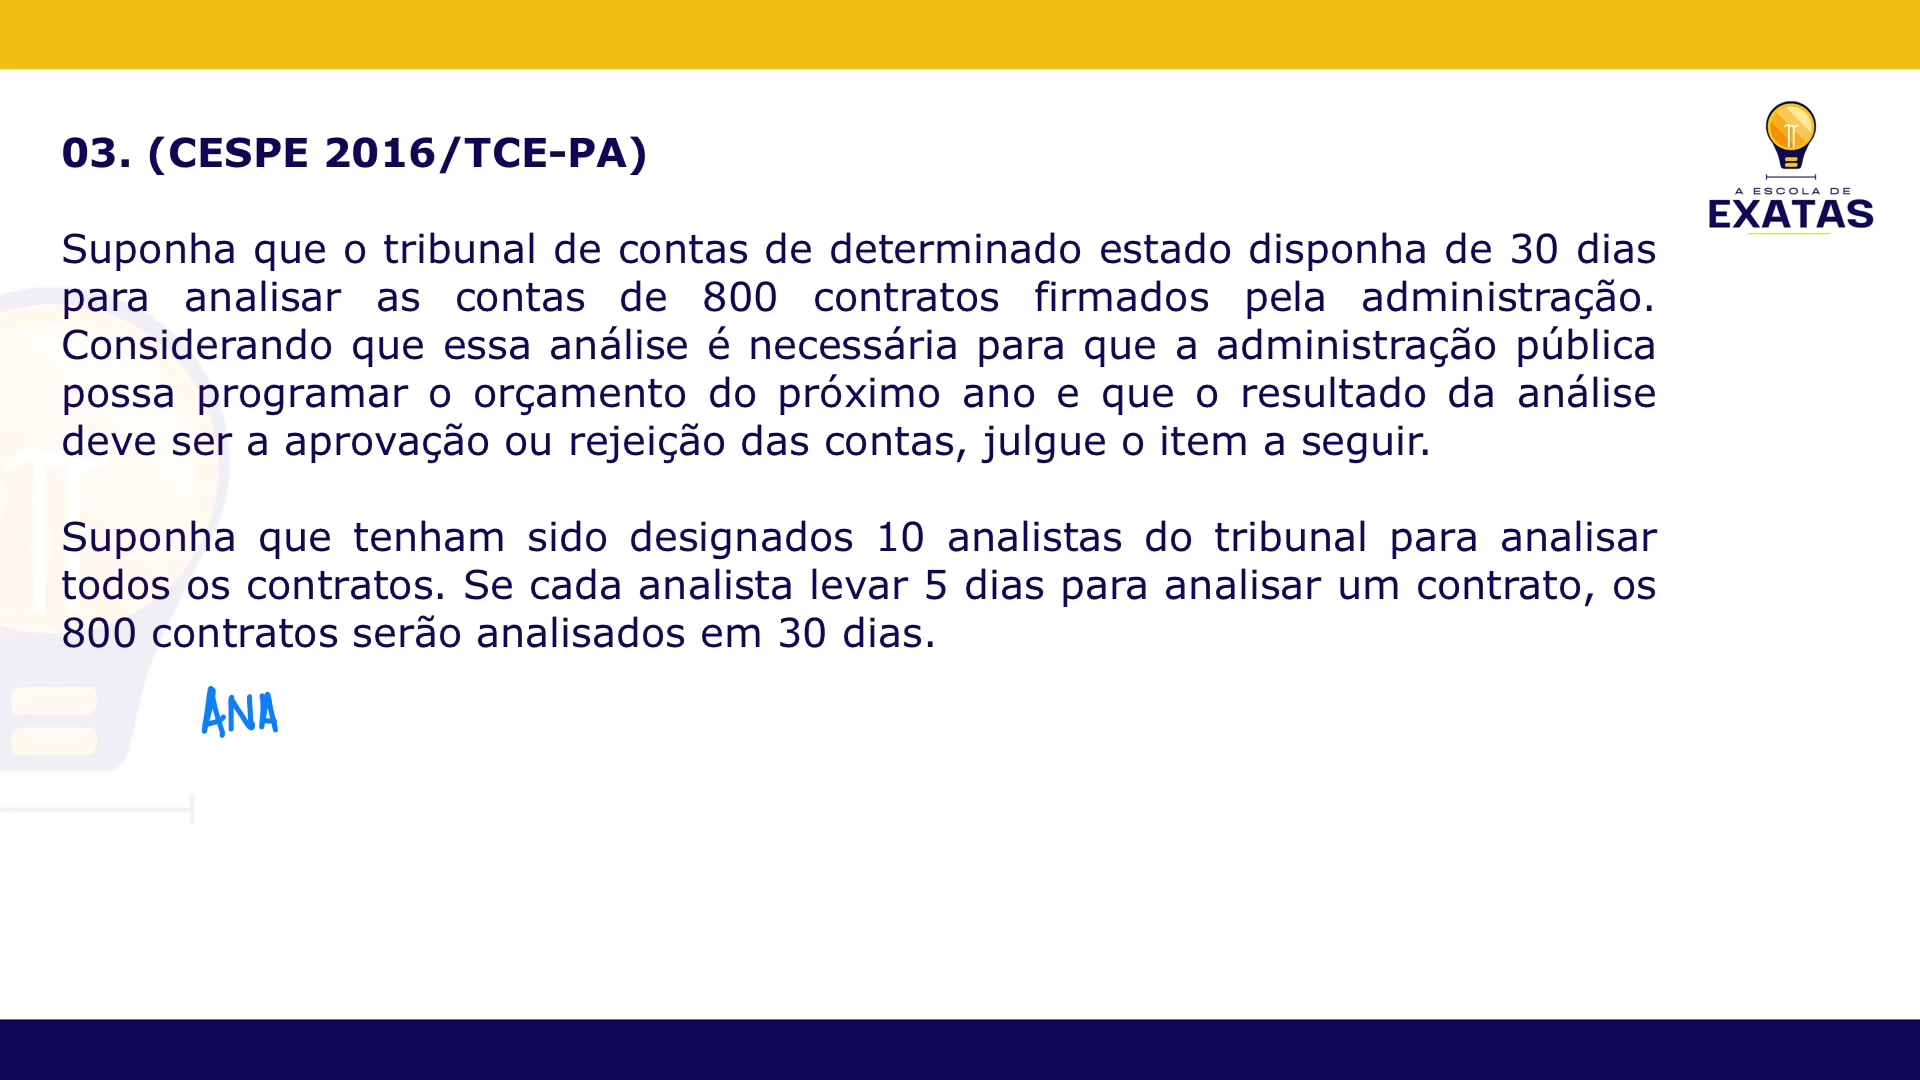 03. (CESPE 2016/TCE-PA)
A ESCOLA DE
EXATAS
Suponha que o tribunal de contas de determinado estado disponha de 30 dias
para analisar as contas de 800 contratos firmados pela administração.
Considerando que essa análise é necessária para que a administração pública
possa programar o orçamento do próximo ano e que o resultado da análise
deve ser a aprovação ou rejeição das contas, julgue o item a seguir.
Suponha que tenham sido designados 10 analistas do tribunal para analisar
todos os contratos. Se cada analista levar 5 dias para analisar um contrato, os
800 contratos serão analisados em 30 dias.
ANA